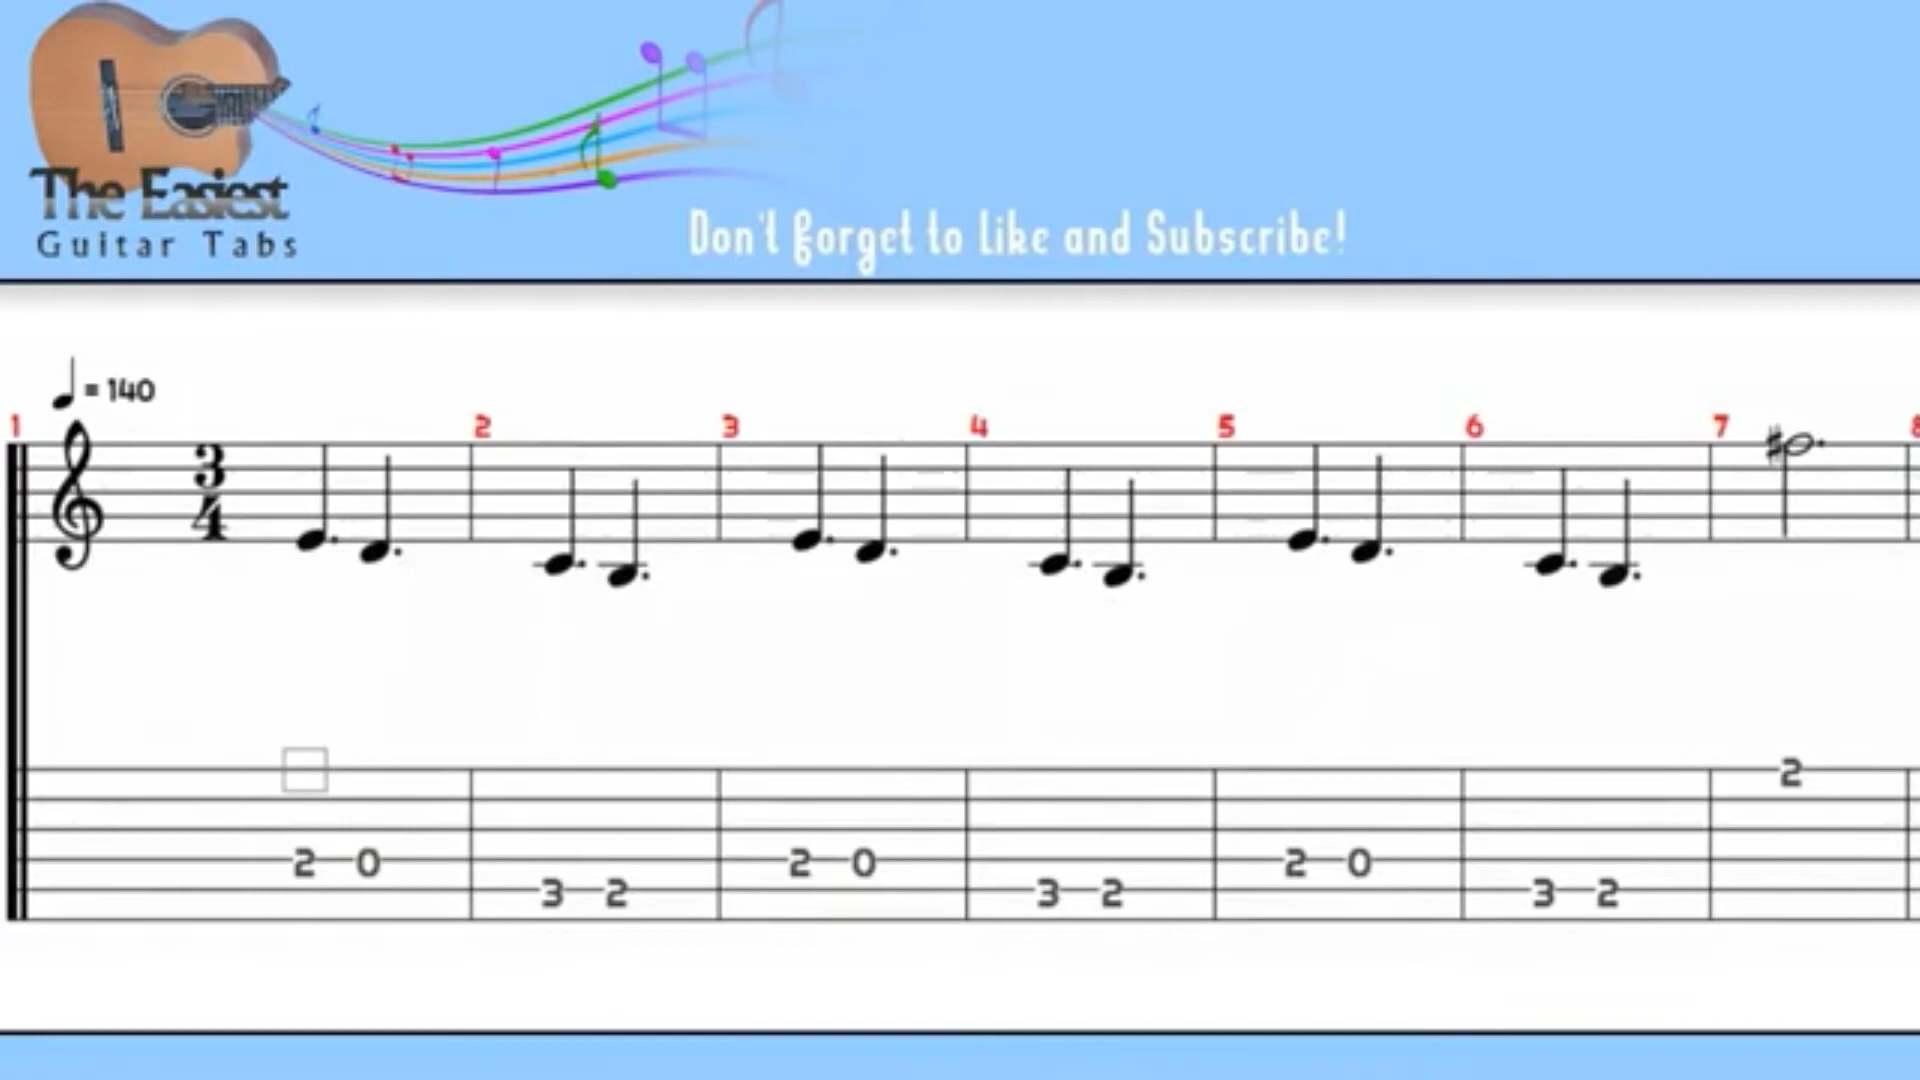 The Easiest
Guitar Tabs
Don't forget to Like and Subscribe!
= 140
1 2 3 4 5 6 7 8
3
4
2
2 0 2 0 2 0
3 2 3 2 3 2